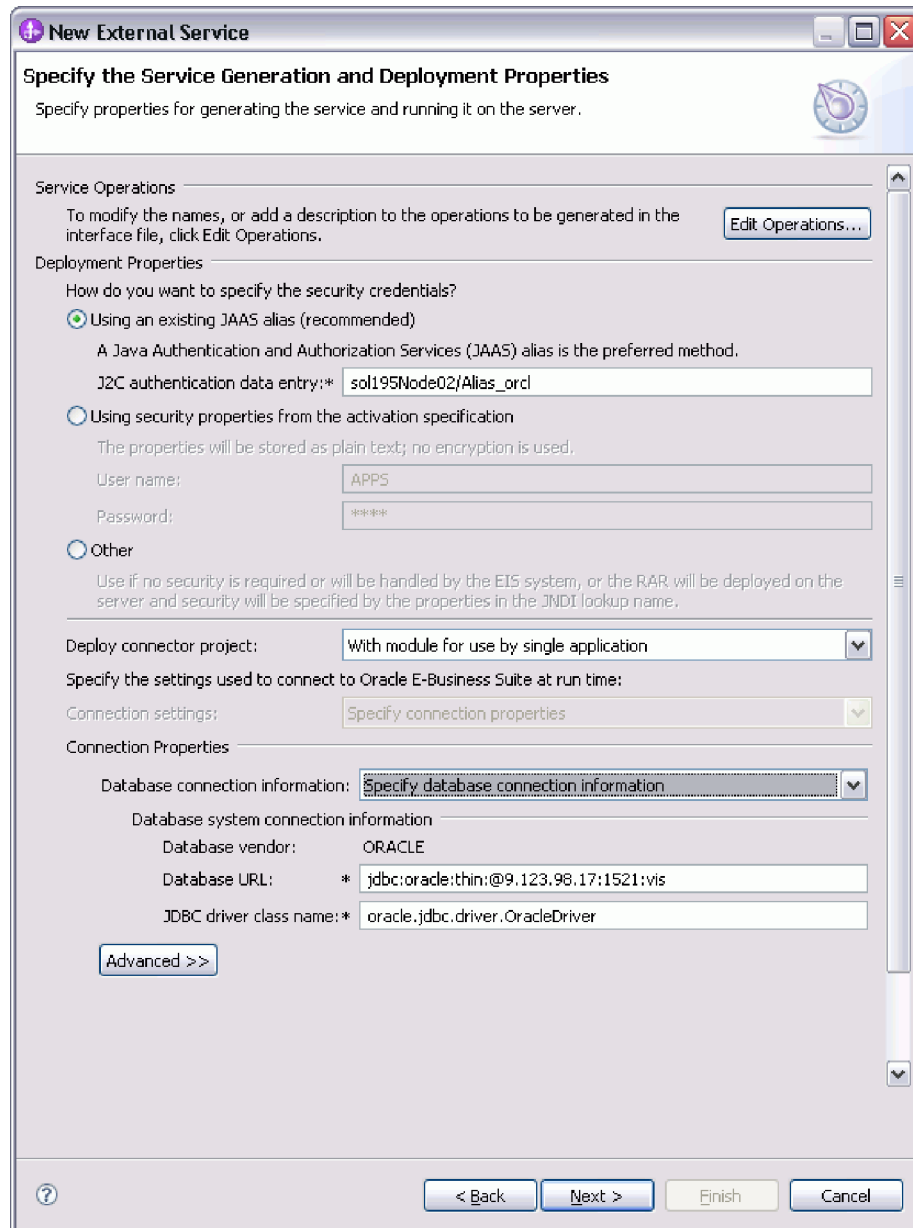 New External Service
Specify the Service Generation and Deployment Properties
Specify properties for generating the service and running it on the server.
Service Operations
To modify the names, or add a description to the operations to be generated in the
interface file, click Edit Operations.
Edit Operations...
Deployment Properties
How do you want to specify the security credentials?
Using an existing JAAS alias (recommended)
A Java Authentication and Authorization Services (JAAS) alias is the preferred method.
J2C authentication data entry:* sol195Node02/Alias_orcl
Using security properties from the activation specification
The properties will be stored as plain text; no encryption is used.
User name: APPS
Password: ****
Other
Use if no security is required or will be handled by the EIS system, or the RAR will be deployed on the
server and security will be specified by the properties in the JNDI lookup name.
Deploy connector project: With module for use by single application
Specify the settings used to connect to Oracle E-Business Suite at run time:
Connection settings: Specify connection properties
Connection Properties
Database connection information: Specify database connection information
Database system connection information
Database vendor: ORACLE
Database URL: * jdbc:oracle:thin:@9.123.98.17:1521:vis
JDBC driver class name:* oracle.jdbc.driver.OracleDriver
Advanced >>
? < Back Next > Finish Cancel